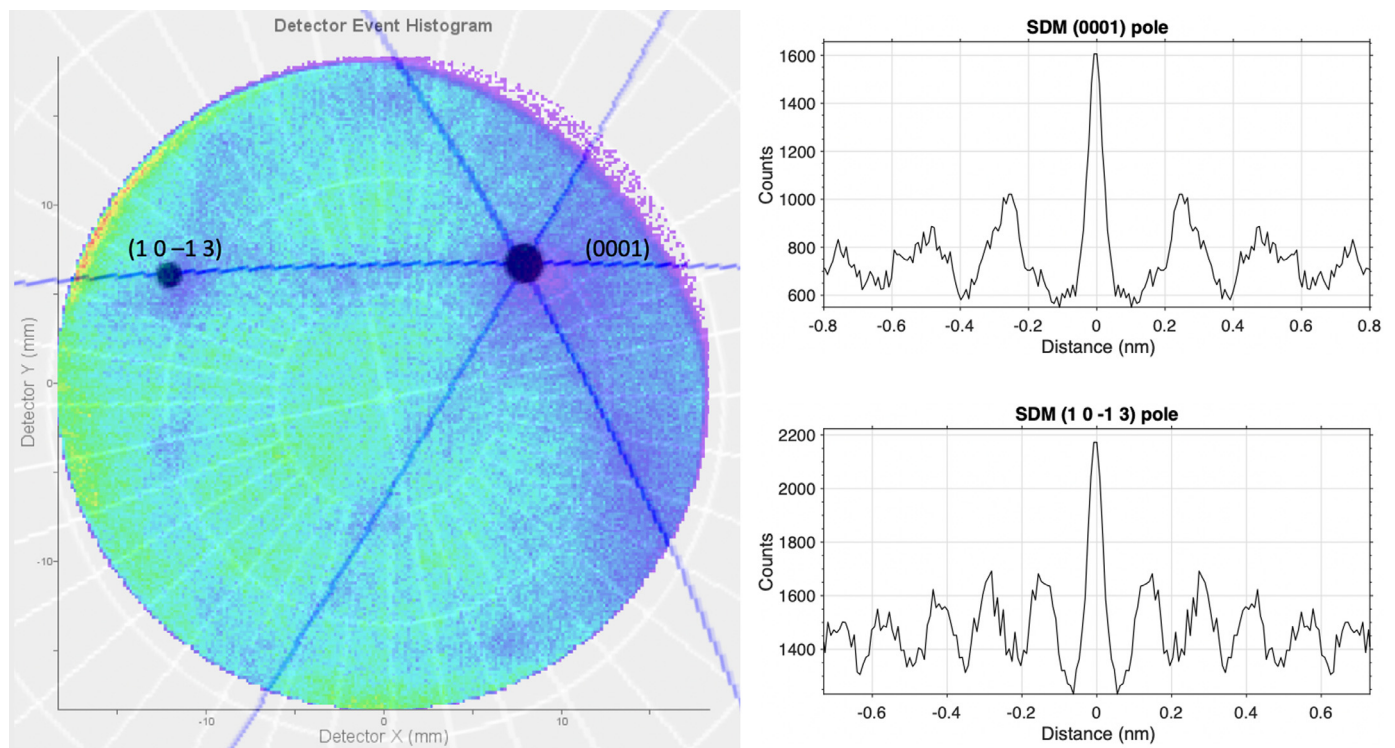 Detector Event Histogram
10
0
-10
Detector Y (mm)
(1 0 –1 3)
(0001)
-10
0
10
Detector X (mm)
SDM (0001) pole
1600
1400
1200
1000
800
600
Counts
-0.8 -0.6 -0.4 -0.2 0 0.2 0.4 0.6 0.8
Distance (nm)
SDM (1 0 -1 3) pole
2200
2000
1800
1600
1400
Counts
-0.6 -0.4 -0.2 0 0.2 0.4 0.6
Distance (nm)